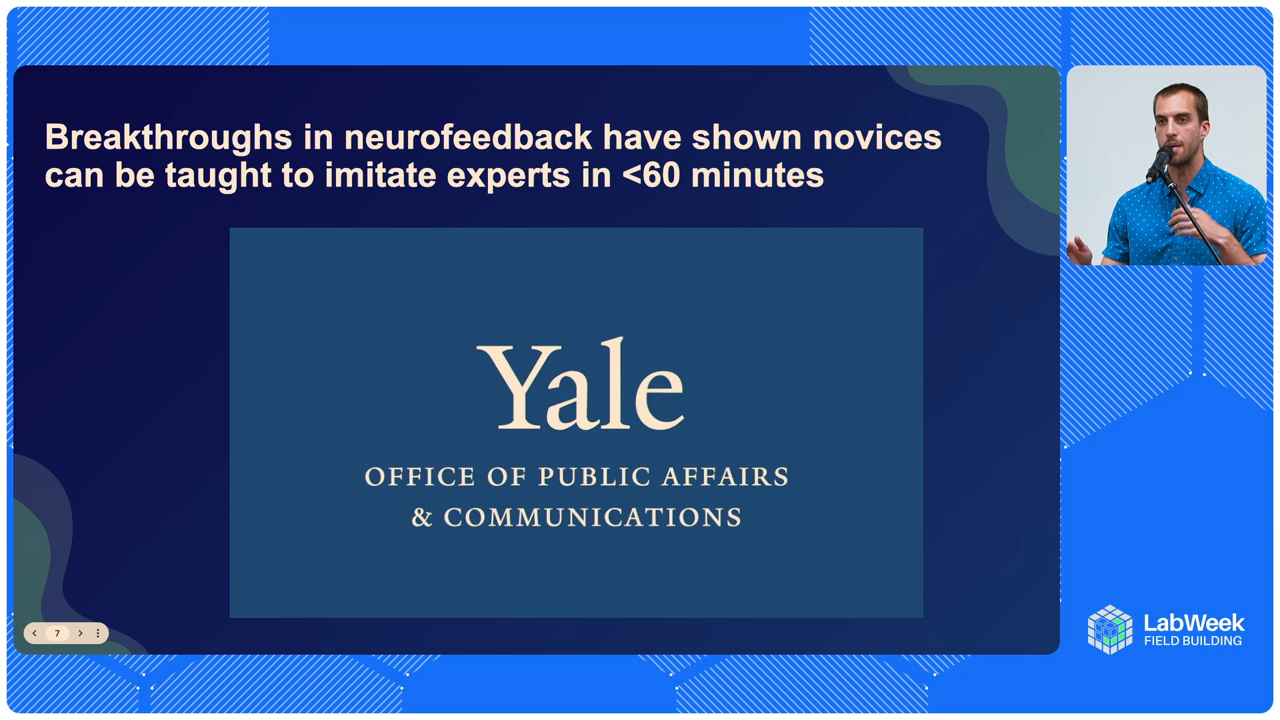 Breakthroughs in neurofeedback have shown novices
can be taught to imitate experts in <60 minutes
Yale
OFFICE OF PUBLIC AFFAIRS
& COMMUNICATIONS
7
LabWeek
FIELD BUILDING